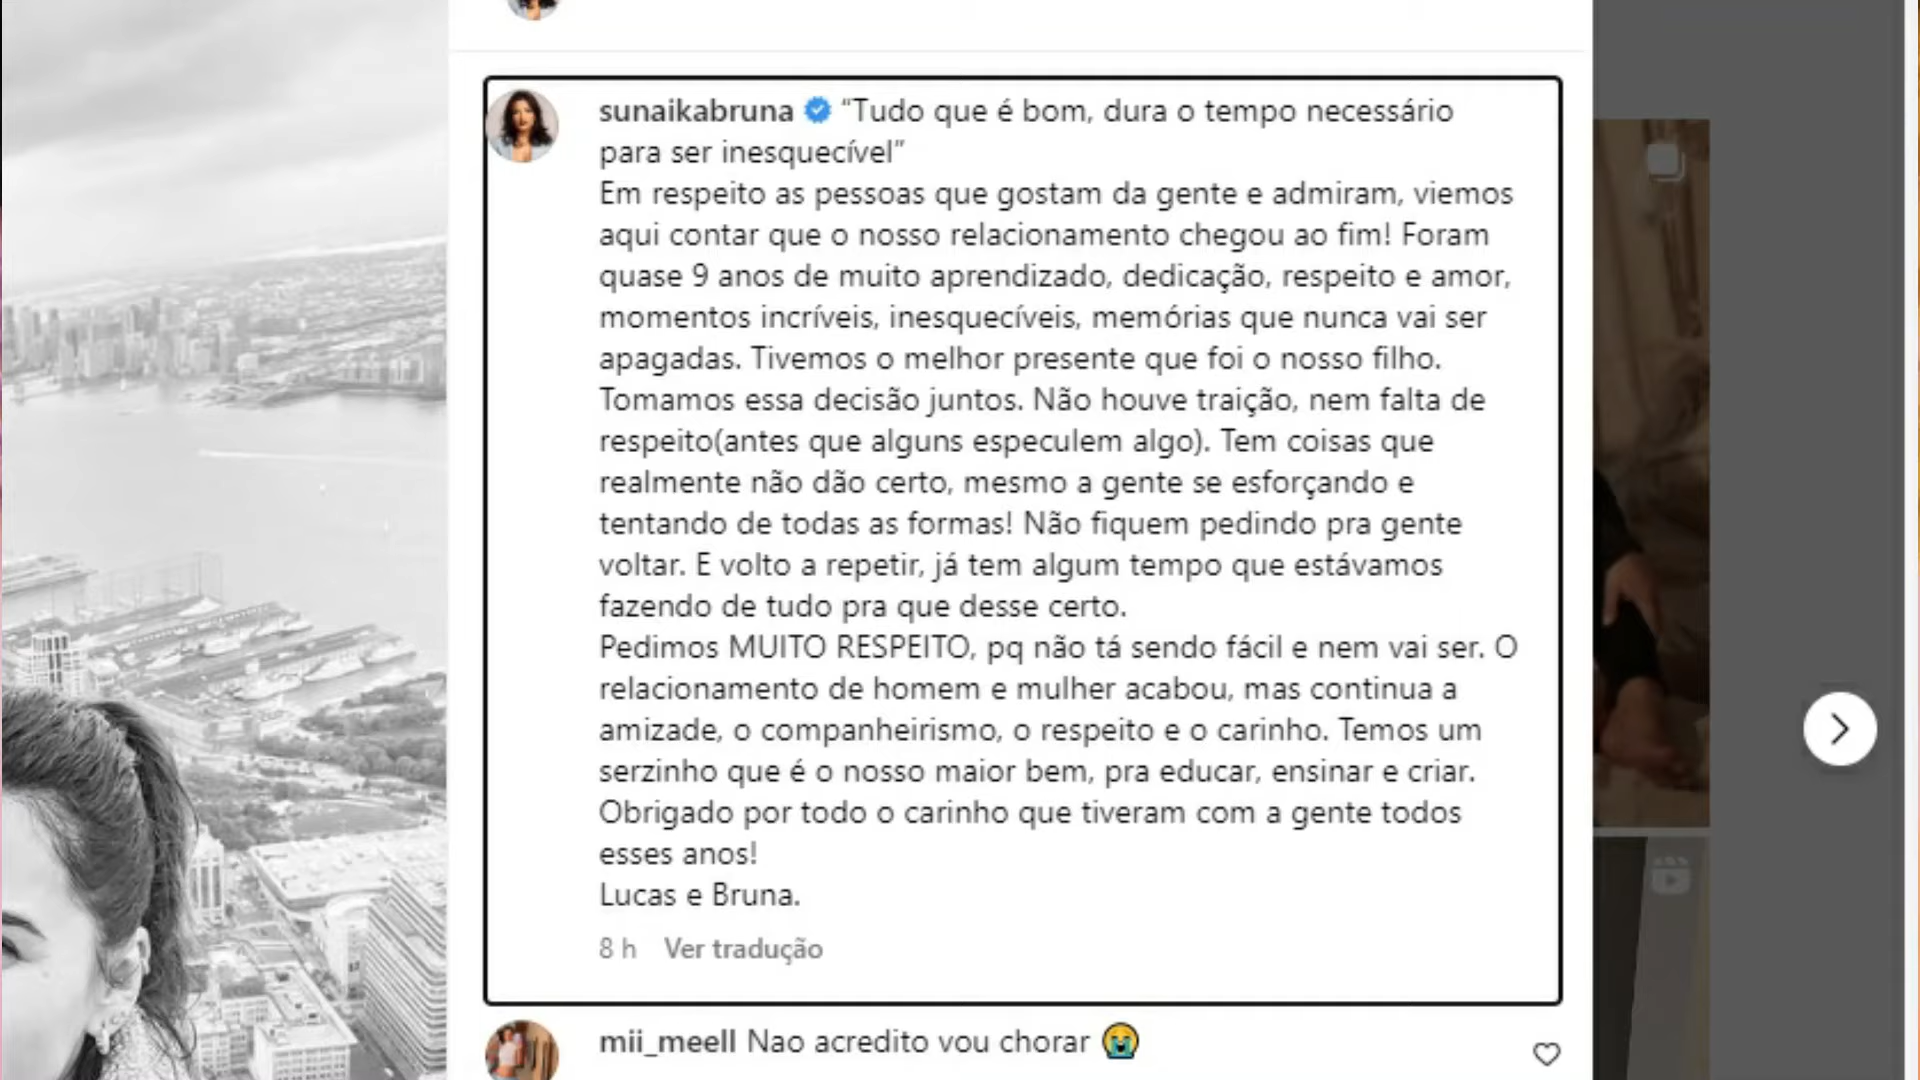 sunaikabruna “Tudo que é bom, dura o tempo necessário
para ser inesquecível”
Em respeito as pessoas que gostam da gente e admiram, viemos
aqui contar que o nosso relacionamento chegou ao fim! Foram
quase 9 anos de muito aprendizado, dedicação, respeito e amor,
momentos incríveis, inesquecíveis, memórias que nunca vai ser
apagadas. Tivemos o melhor presente que foi o nosso filho.
Tomamos essa decisão juntos. Não houve traição, nem falta de
respeito(antes que alguns especulem algo). Tem coisas que
realmente não dão certo, mesmo a gente se esforçando e
tentando de todas as formas! Não fiquem pedindo pra gente
voltar. E volto a repetir, já tem algum tempo que estávamos
fazendo de tudo pra que desse certo.
Pedimos MUITO RESPEITO, pq não tá sendo fácil e nem vai ser. O
relacionamento de homem e mulher acabou, mas continua a
amizade, o companheirismo, o respeito e o carinho. Temos um
serzinho que é o nosso maior bem, pra educar, ensinar e criar.
Obrigado por todo o carinho que tiveram com a gente todos
esses anos!
Lucas e Bruna.
8 h Ver tradução
mii_meell Nao acredito vou chorar 😭